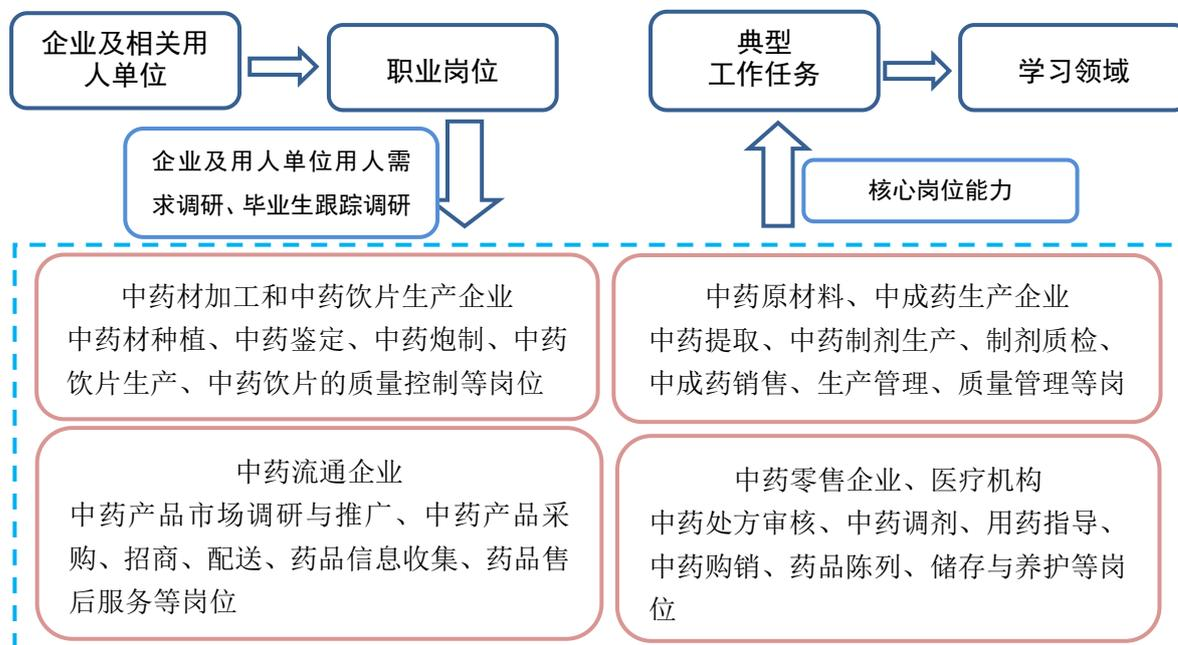 企业及相关用
人单位
职业岗位
典型
工作任务
学习领域
企业及用人单位用人需
求调研、毕业生跟踪调研
核心岗位能力
中药材加工和中药饮片生产企业
中药材种植、中药鉴定、中药炮制、中药
饮片生产、中药饮片的质量控制等岗位
中药原材料、中成药生产企业
中药提取、中药制剂生产、制剂质检、
中成药销售、生产管理、质量管理等岗
中药流通企业
中药产品市场调研与推广、中药产品采
购、招商、配送、药品信息收集、药品售
后服务等岗位
中药零售企业、医疗机构
中药处方审核、中药调剂、用药指导、
中药购销、药品陈列、储存与养护等岗
位